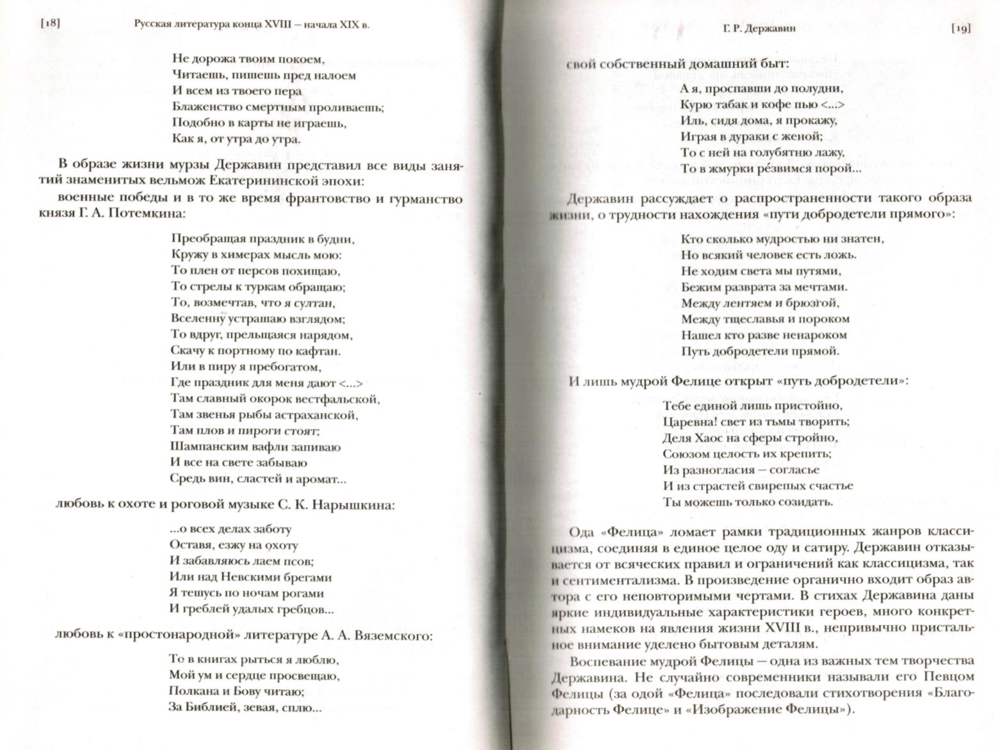 [18]
Русская литература конца XVIII — начала XIX в.
Не дорожа твоим покоем,
Читаешь, пишешь пред налоем
И всем из твоего пера
Блаженство смертным проливаешь;
Подобно в карты не играешь,
Как я, от утра до утра.
В образе жизни мурзы Державин представил все виды заня-
тий знаменитых вельмож Екатерининской эпохи:
военные победы и в то же время франтовство и гурманство
князя Г. А. Потемкина:
Преобращая праздник в будни,
Кружу в химерах мысль мою:
То плен от персов похищаю,
То стрелы к туркам обращаю;
То, возмечтав, что я султан,
Вселенну устрашаю взглядом;
То вдруг, прельщаяся нарядом,
Скачу к портному по кафтан.
Или в пиру я пребогатом,
Где праздник для меня дают <...>
Там славный окорок вестфальской,
Там звенья рыбы астраханской,
Там плов и пироги стоят;
Шампанским вафли запиваю
И все на свете забываю
Средь вин, сластей и аромат...
любовь к охоте и роговой музыке С. К. Нарышкина:
...о всех делах заботу
Оставя, езжу на охоту
И забавляюсь лаем псов;
Или над Невскими брегами
Я тешусь по ночам рогами
И греблей удалых гребцов...
любовь к «простонародной» литературе А. А. Вяземского:
То в книгах рыться я люблю,
Мой ум и сердце просвещаю,
Полкана и Бову читаю;
За Библией, зевая, сплю...
Г. Р. Державин
[19]
свой собственный домашний быт:
А я, проспавши до полудни,
Курю табак и кофе пью <...>
Иль, сидя дома, я прокажу,
Играя в дураки с женой;
То с ней на голубятню лажу,
То в жмурки ре́звимся порой...
Державин рассуждает о распространенности такого образа
жизни, о трудности нахождения «пути добродетели прямого»:
Кто сколько мудростью ни знатен,
Но всякий человек есть ложь.
Не ходим света мы путями,
Бежим разврата за мечтами.
Между лентяем и брюзгой,
Между тщеславья и пороком
Нашел кто разве ненароком
Путь добродетели прямой.
И лишь мудрой Фелице открыт «путь добродетели»:
Тебе единой лишь пристойно,
Царевна! свет из тьмы творить;
Деля Хаос на сферы стройно,
Союзом целость их крепить;
Из разногласия — согласье
И из страстей свирепых счастье
Ты можешь только созидать.
Ода «Фелица» ломает рамки традиционных жанров класси-
цизма, соединяя в единое целое оду и сатиру. Державин отказы-
вается от всяческих правил и ограничений как классицизма, так
и сентиментализма. В произведение органично входит образ ав-
тора с его неповторимыми чертами. В стихах Державина даны
яркие индивидуальные характеристики героев, много конкрет-
ных намеков на явления жизни XVIII в., непривычно присталь-
ное внимание уделено бытовым деталям.
Воспевание мудрой Фелицы — одна из важных тем творчества
Державина. Не случайно современники называли его Певцом
Фелицы (за одой «Фелица» последовали стихотворения «Благо-
дарность Фелице» и «Изображение Фелицы»).